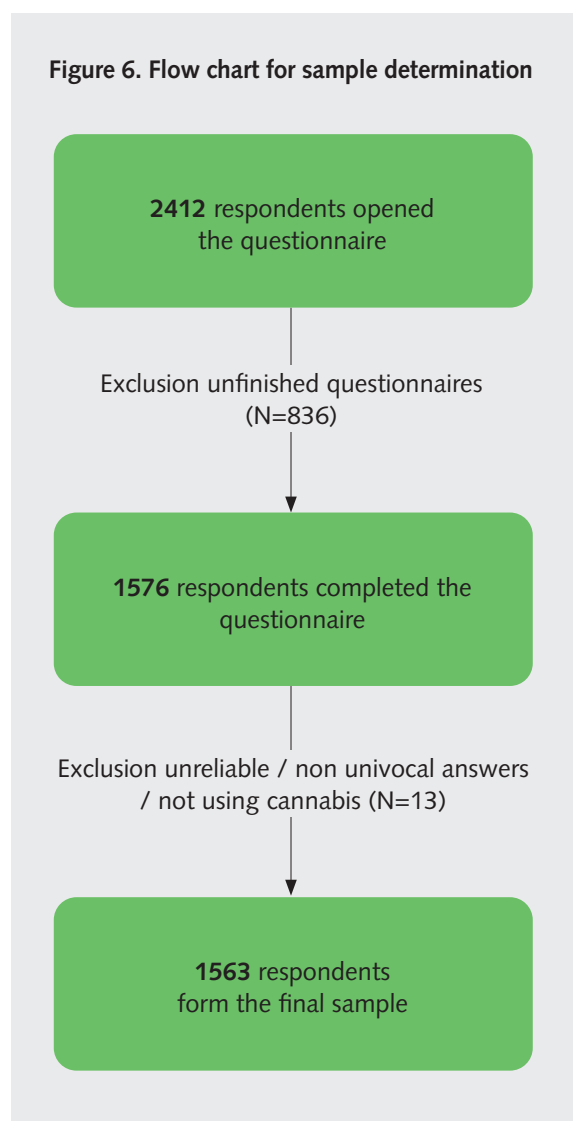 Figure 6. Flow chart for sample determination
2412 respondents opened
the questionnaire
Exclusion unfinished questionnaires
(N=836)
1576 respondents completed the
questionnaire
Exclusion unreliable / non univocal answers
/ not using cannabis (N=13)
1563 respondents
form the final sample